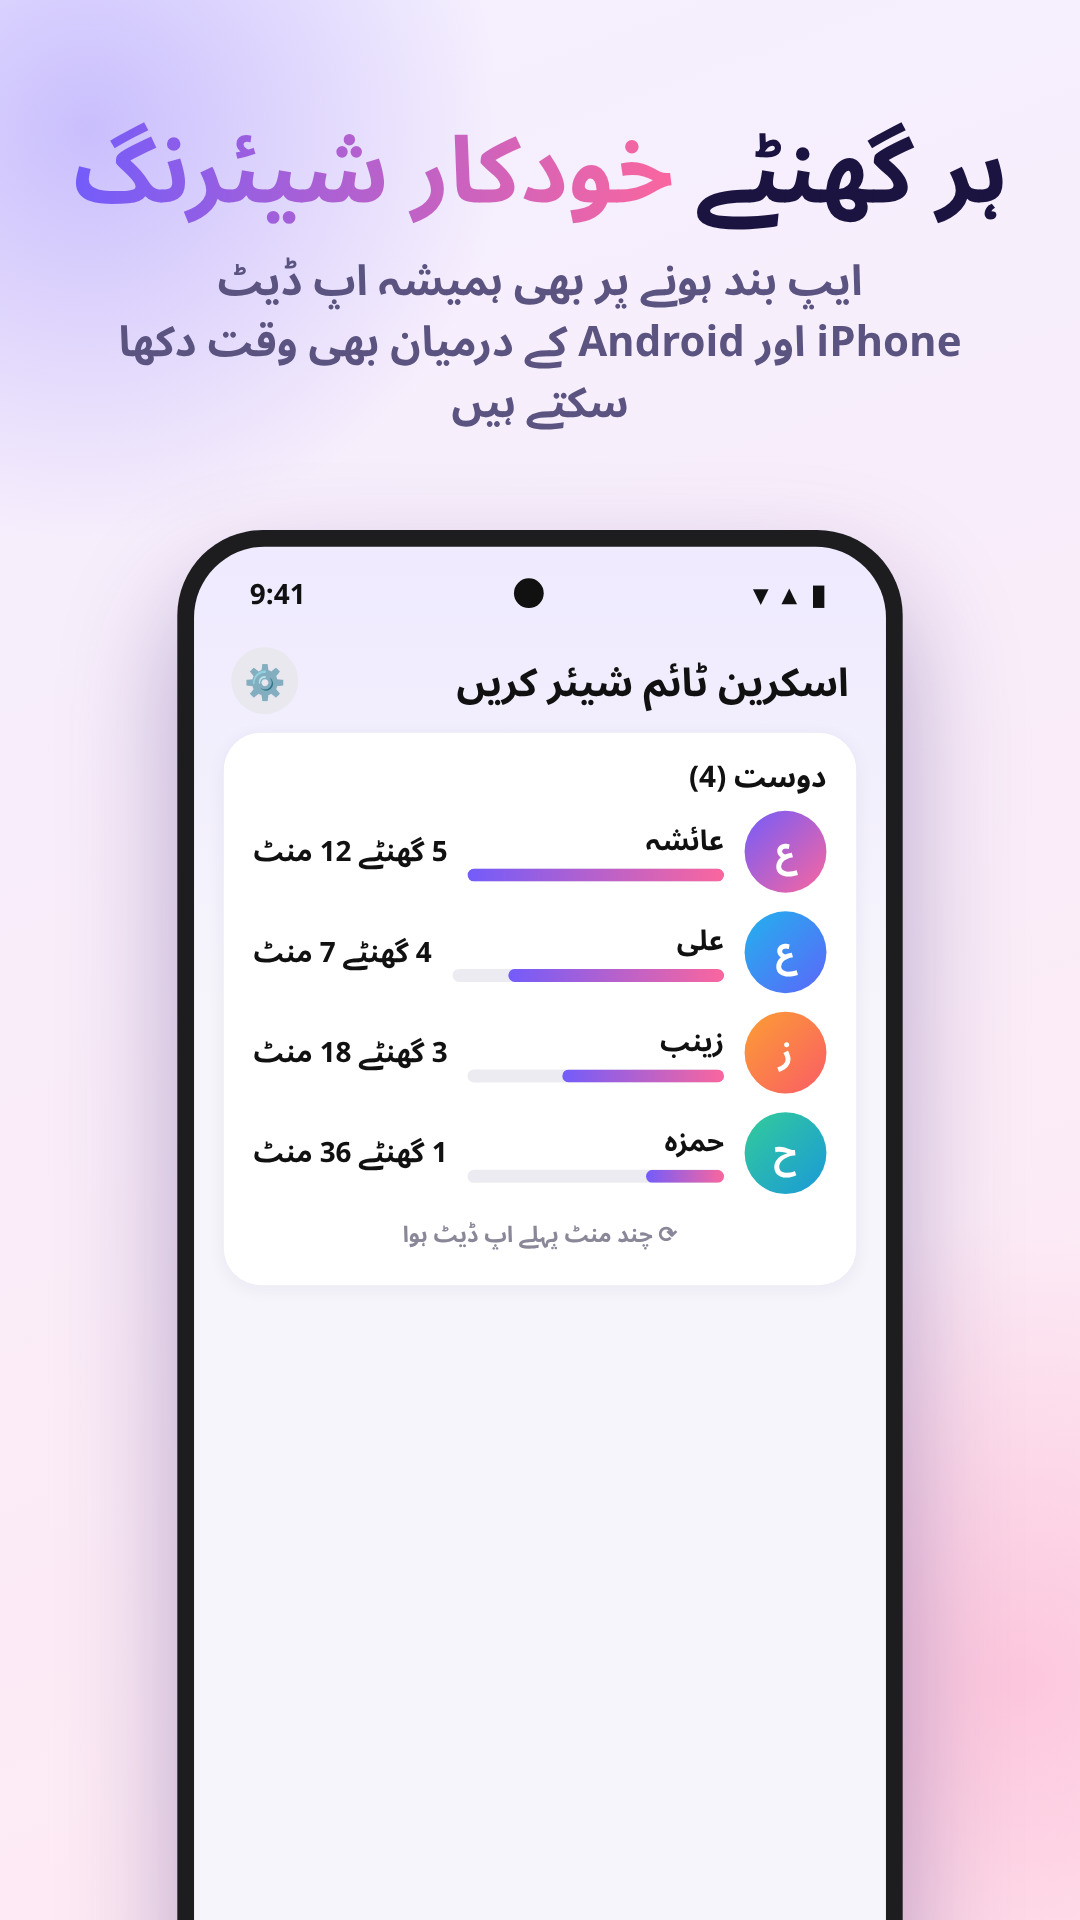 ہر گھنٹے خودکار شیئرنگ
ایپ بند ہونے پر بھی ہمیشہ اپ ڈیٹ
iPhone اور Android کے درمیان بھی وقت دکھا
سکتے ہیں
9:41
اسکرین ٹائم شیئر کریں
دوست (4)
ع
عائشہ
5 گھنٹے 12 منٹ
ع
علی
4 گھنٹے 7 منٹ
ز
زینب
3 گھنٹے 18 منٹ
ح
حمزہ
1 گھنٹے 36 منٹ
⟳ چند منٹ پہلے اپ ڈیٹ ہوا